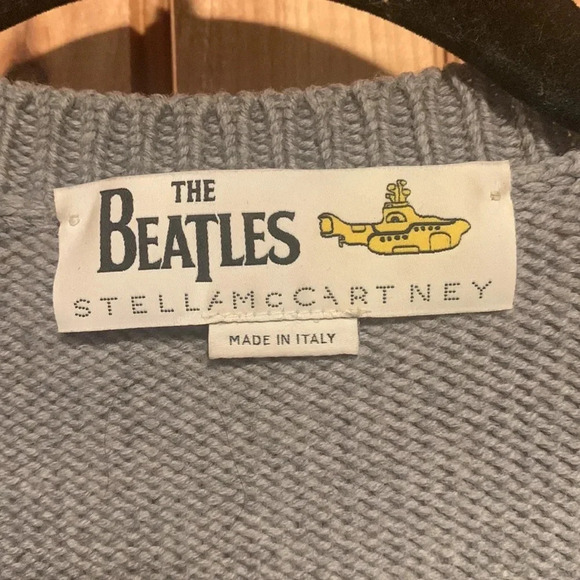 THE
BEATLES
STELLA McCARTNEY
MADE IN ITALY